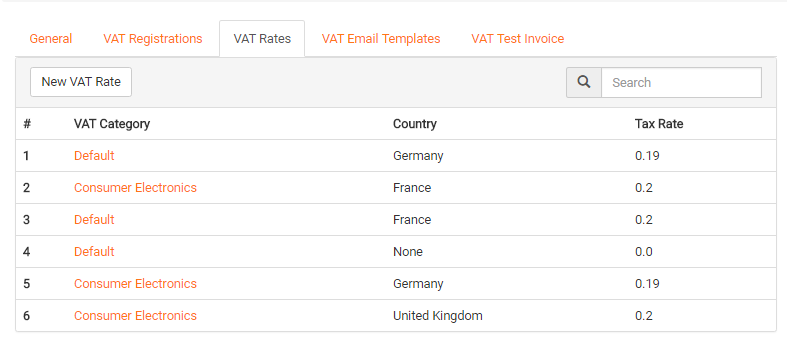 General VAT Registrations VAT Rates VAT Email Templates VAT Test Invoice
New VAT Rate Search
# VAT Category Country Tax Rate
1 Default Germany 0.19
2 Consumer Electronics France 0.2
3 Default France 0.2
4 Default None 0.0
5 Consumer Electronics Germany 0.19
6 Consumer Electronics United Kingdom 0.2